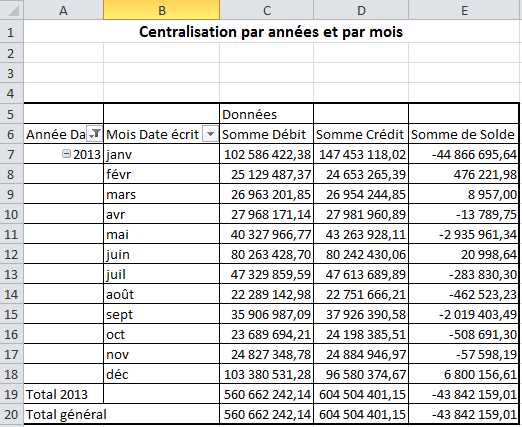 A B C D E
1 Centralisation par années et par mois
2
3
4
5 Données
6 Année Da Mois Date écrit Somme Débit Somme Crédit Somme de Solde
7 2013 janv 102 586 422,38 147 453 118,02 -44 866 695,64
8 févr 25 129 487,37 24 653 265,39 476 221,98
9 mars 26 963 201,85 26 954 244,85 8 957,00
10 avr 27 968 171,14 27 981 960,89 -13 789,75
11 mai 40 327 966,77 43 263 928,11 -2 935 961,34
12 juin 80 263 428,70 80 242 430,06 20 998,64
13 juil 47 329 859,59 47 613 689,89 -283 830,30
14 août 22 289 142,98 22 751 666,21 -462 523,23
15 sept 35 906 987,09 37 926 390,58 -2 019 403,49
16 oct 23 689 694,21 24 198 385,51 -508 691,30
17 nov 24 827 348,78 24 884 946,97 -57 598,19
18 déc 103 380 531,28 96 580 374,67 6 800 156,61
19 Total 2013 560 662 242,14 604 504 401,15 -43 842 159,01
20 Total général 560 662 242,14 604 504 401,15 -43 842 159,01